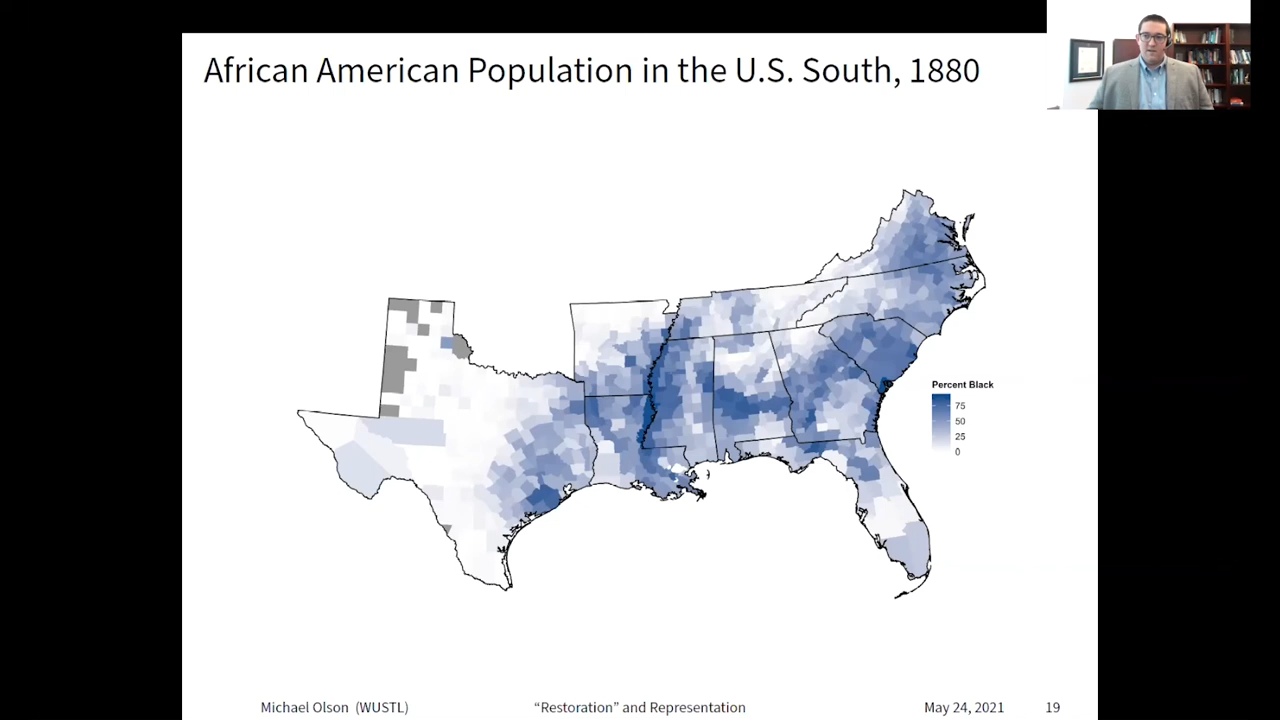 African American Population in the U.S. South, 1880
Percent Black
75
50
25
0
Michael Olson (WUSTL)
“Restoration” and Representation
May 24, 2021
19